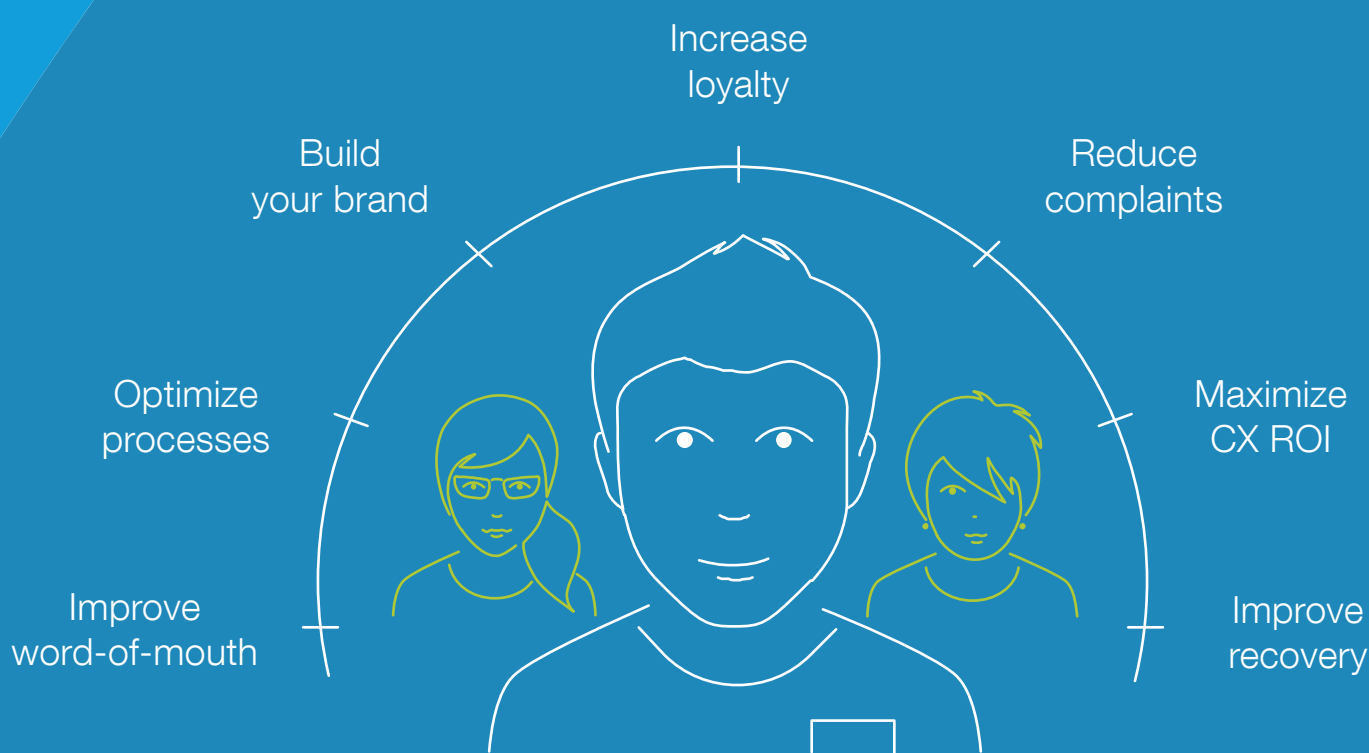 Increase
loyalty
Build
your brand
Reduce
complaints
Optimize
processes
Maximize
CX ROI
Improve
word-of-mouth
Improve
recovery